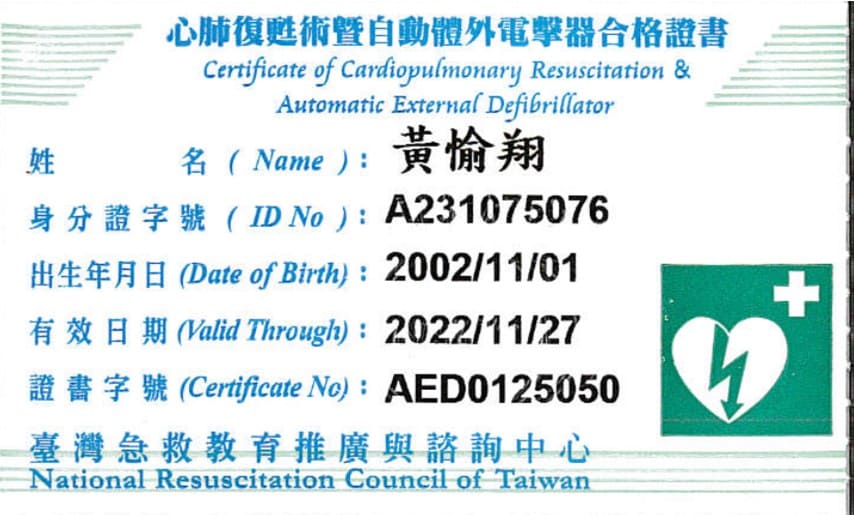 心肺復甦術暨自動體外電擊器合格證書
Certificate of Cardiopulmonary Resuscitation &
Automatic External Defibrillator
姓 名 ( Name ) : 黃愉翔
身分證字號 ( ID No ) : A231075076
出生年月日 (Date of Birth) : 2002/11/01
有效日期 (Valid Through) : 2022/11/27
證書字號 (Certificate No) : AED0125050
臺灣急救教育推廣與諮詢中心
National Resuscitation Council of Taiwan